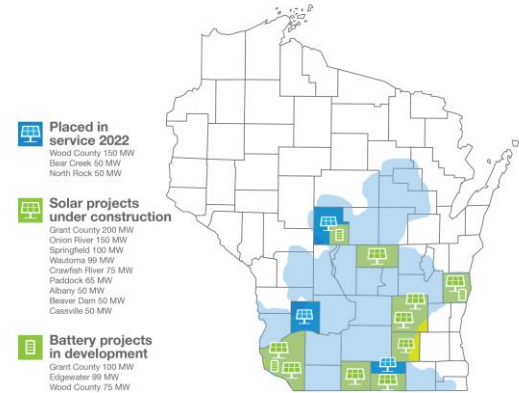 Placed in
service 2022
Wood County 150 MW
Bear Creek 50 MW
North Rock 50 MW
Solar projects
under construction
Grant County 200 MW
Onion River 150 MW
Springfield 100 MW
Wautoma 99 MW
Crawfish River 75 MW
Paddock 65 MW
Albany 50 MW
Beaver Dam 50 MW
Cassville 50 MW
Battery projects
in development
Grant County 100 MW
Edgewater 99 MW
Wood County 75 MW